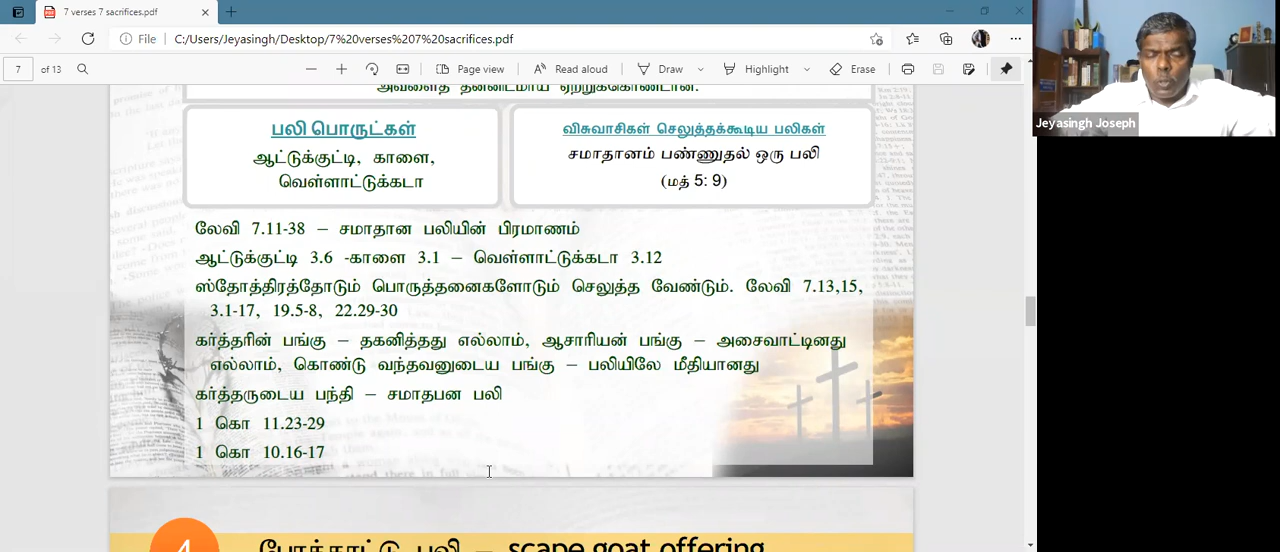 7 verses 7 sacrifices.pdf
File
C:/Users/Jeyasingh/Desktop/7%20verses%207%20sacrifices.pdf
7 of 13
Page view
Read aloud
Draw
Highlight
Erase
Jeyasingh Joseph
பலி பொருட்கள்
ஆட்டுக்குட்டி, காளை,
வெள்ளாட்டுக்கடா
விசுவாசிகள் செலுத்தக்கூடிய பலிகள்
சமாதானம் பண்ணுதல் ஒரு பலி
(மத் 5: 9)
லேவி 7.11-38 – சமாதான பலியின் பிரமாணம்
ஆட்டுக்குட்டி 3.6 -காளை 3.1 – வெள்ளாட்டுக்கடா 3.12
ஸ்தோத்திரத்தோடும் பொருத்தனைகளோடும் செலுத்த வேண்டும். லேவி 7.13,15,
3.1-17, 19.5-8, 22.29-30
கர்த்தரின் பங்கு – தகனித்தது எல்லாம், ஆசாரியன் பங்கு – அசைவாட்டினது
எல்லாம், கொண்டு வந்தவனுடைய பங்கு – பலியிலே மீதியானது
கர்த்தருடைய பந்தி – சமாதபன பலி
1 கொ 11.23-29
1 கொ 10.16-17
4
போக்காட்டு பலி – scape goat offering